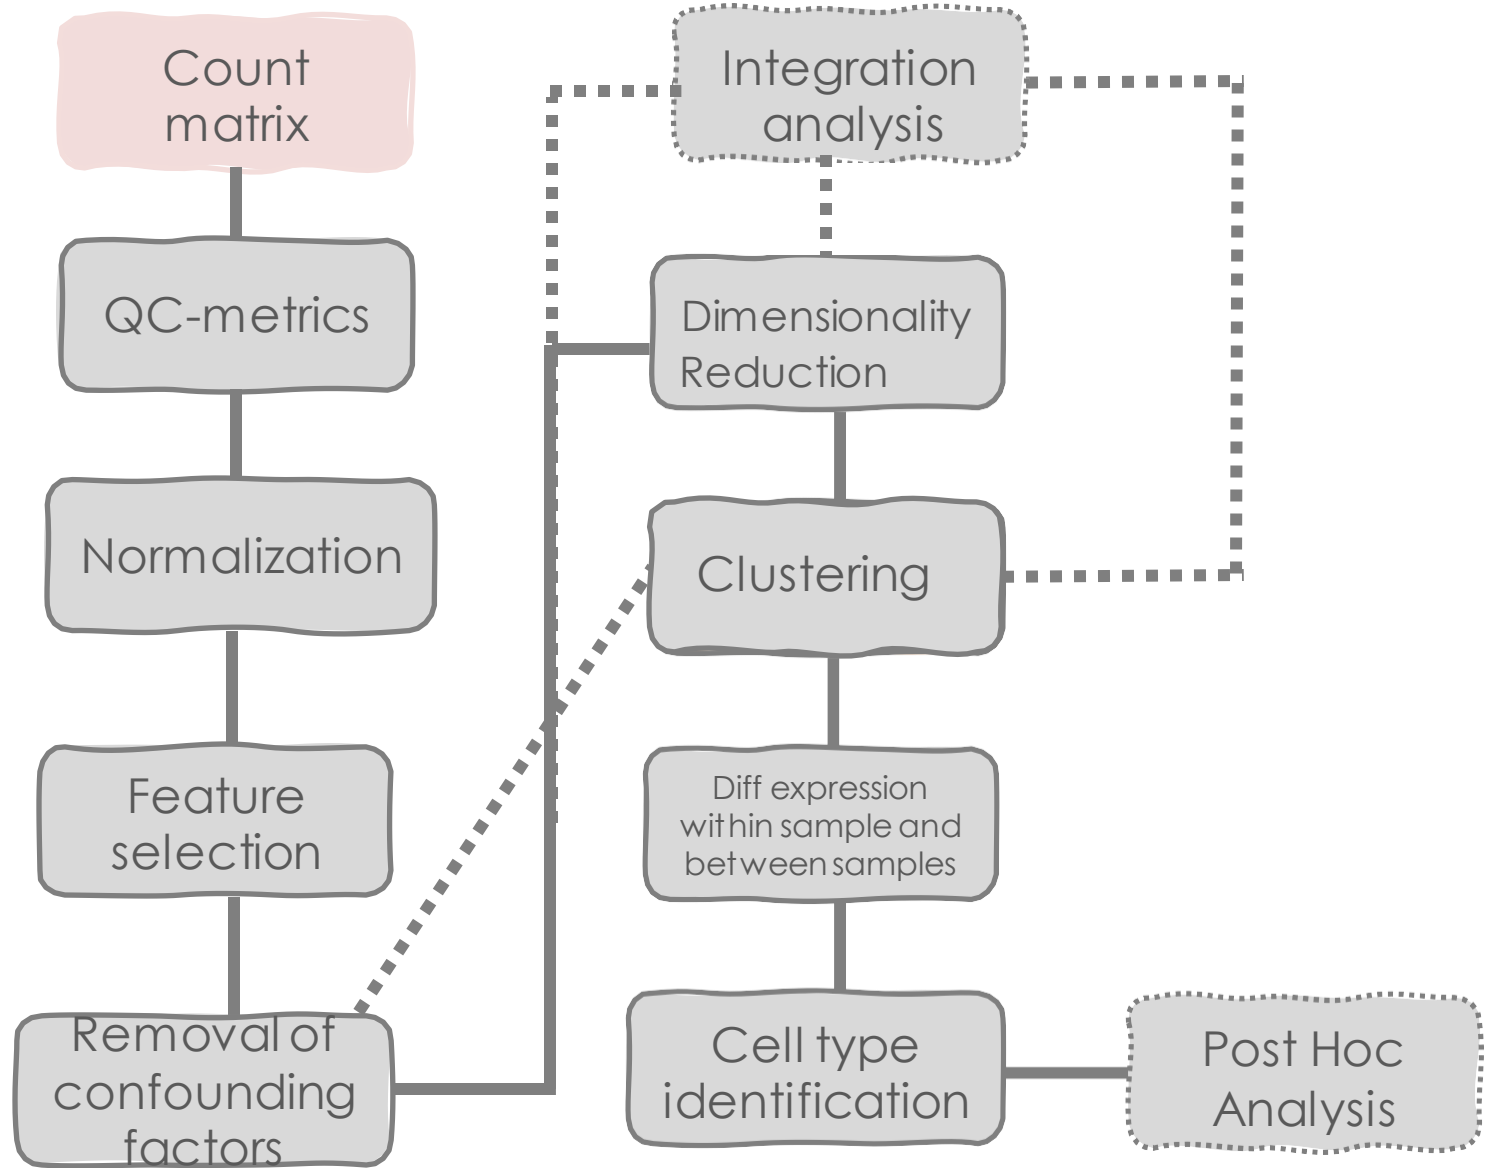 Count
matrix
QC-metrics
Normalization
Feature
selection
Removal of
confounding
factors
Integration
analysis
Dimensionality
Reduction
Clustering
Diff expression
within sample and
between samples
Cell type
identification
Post Hoc
Analysis